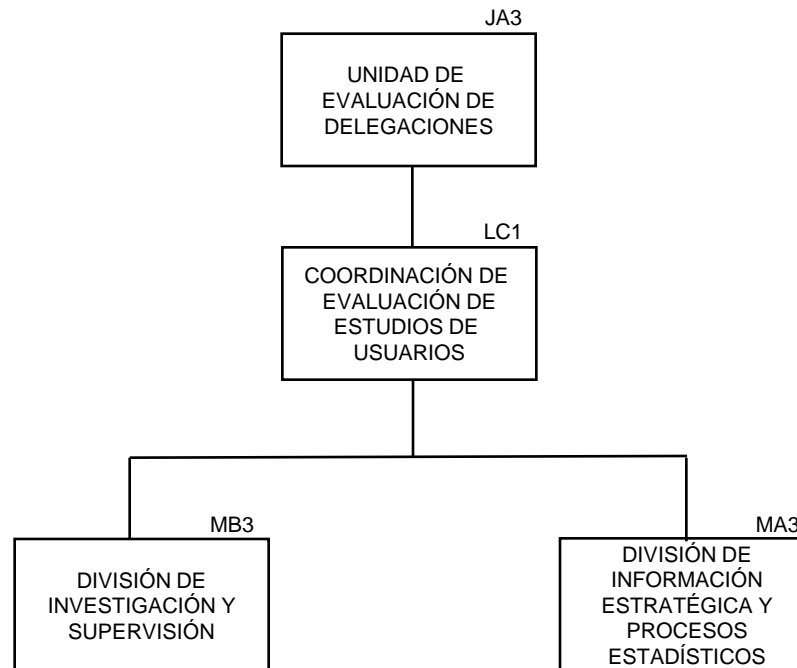 JA3
UNIDAD DE
EVALUACIÓN DE
DELEGACIONES
LC1
COORDINACIÓN DE
EVALUACIÓN DE
ESTUDIOS DE
USUARIOS
MB3
DIVISIÓN DE
INVESTIGACIÓN Y
SUPERVISIÓN
MA3
DIVISIÓN DE
INFORMACIÓN
ESTRATÉGICA Y
PROCESOS
ESTADÍSTICOS